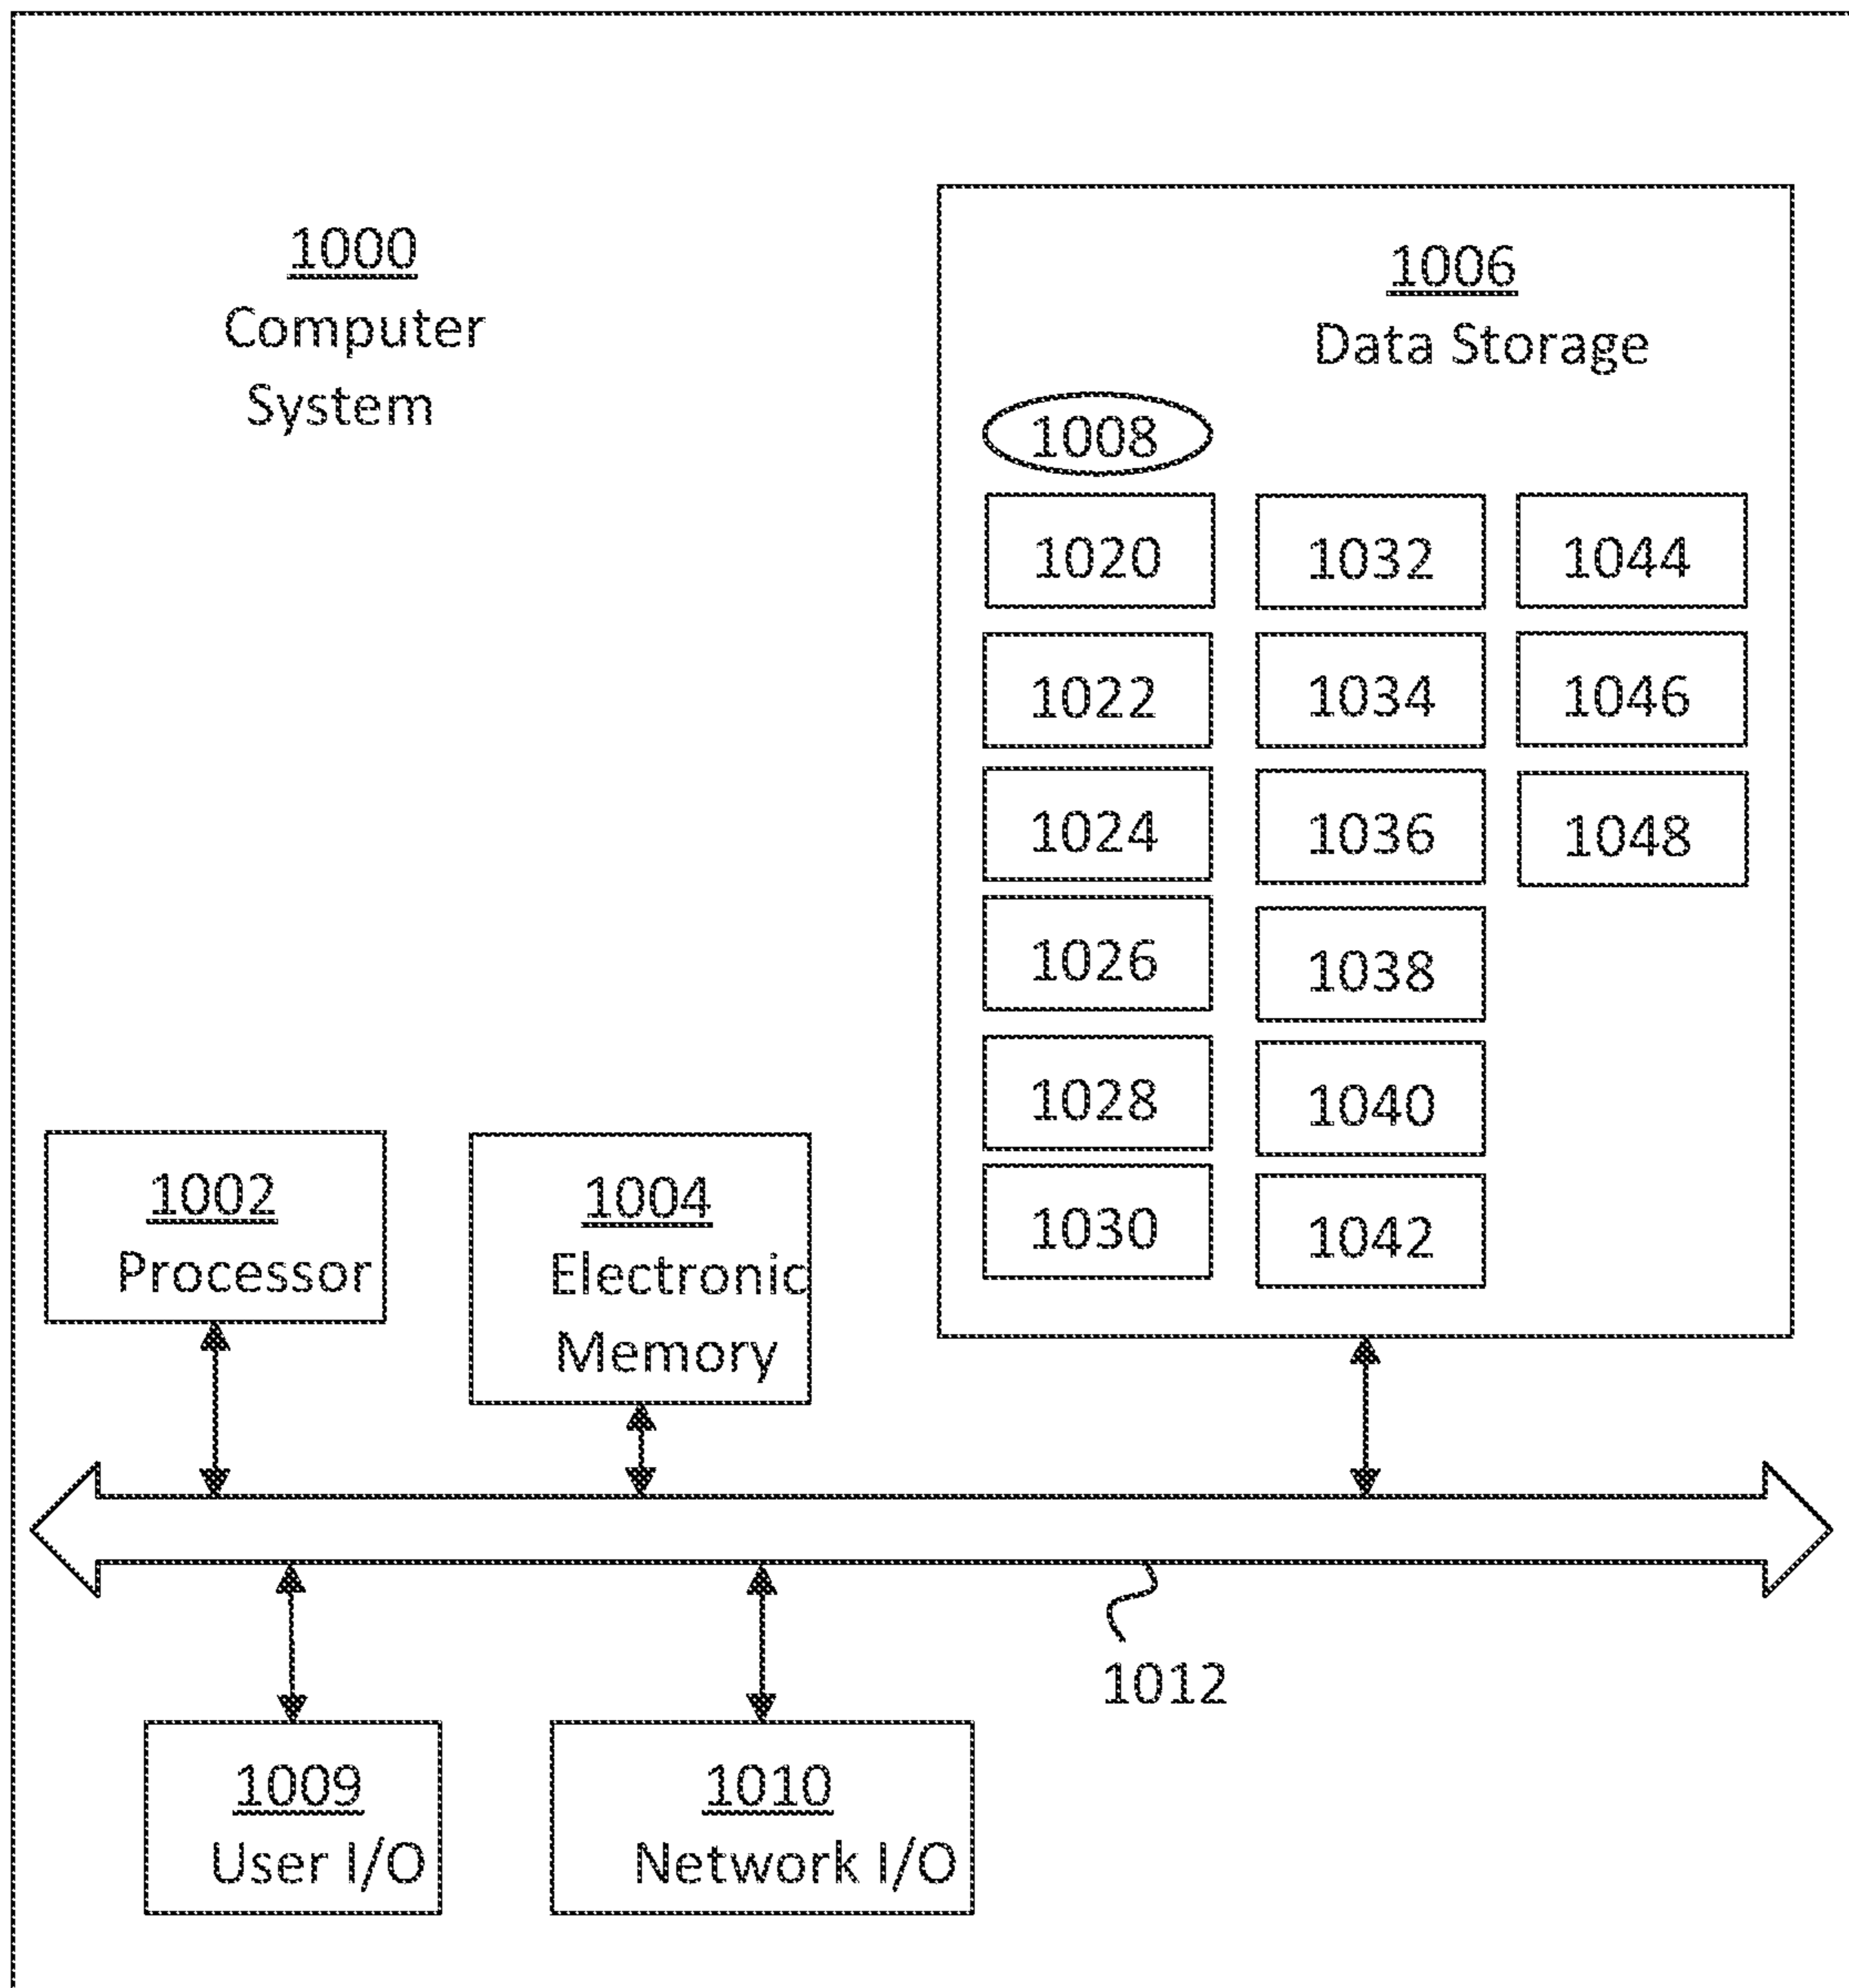 1000
Computer
System
1006
Data Storage
1008
1020 1032 1044
1022 1034 1046
1024 1036 1048
1026 1038
1028 1040
1030 1042
1002
Processor
1004
Electronic
Memory
1012
1009
User I/O
1010
Network I/O